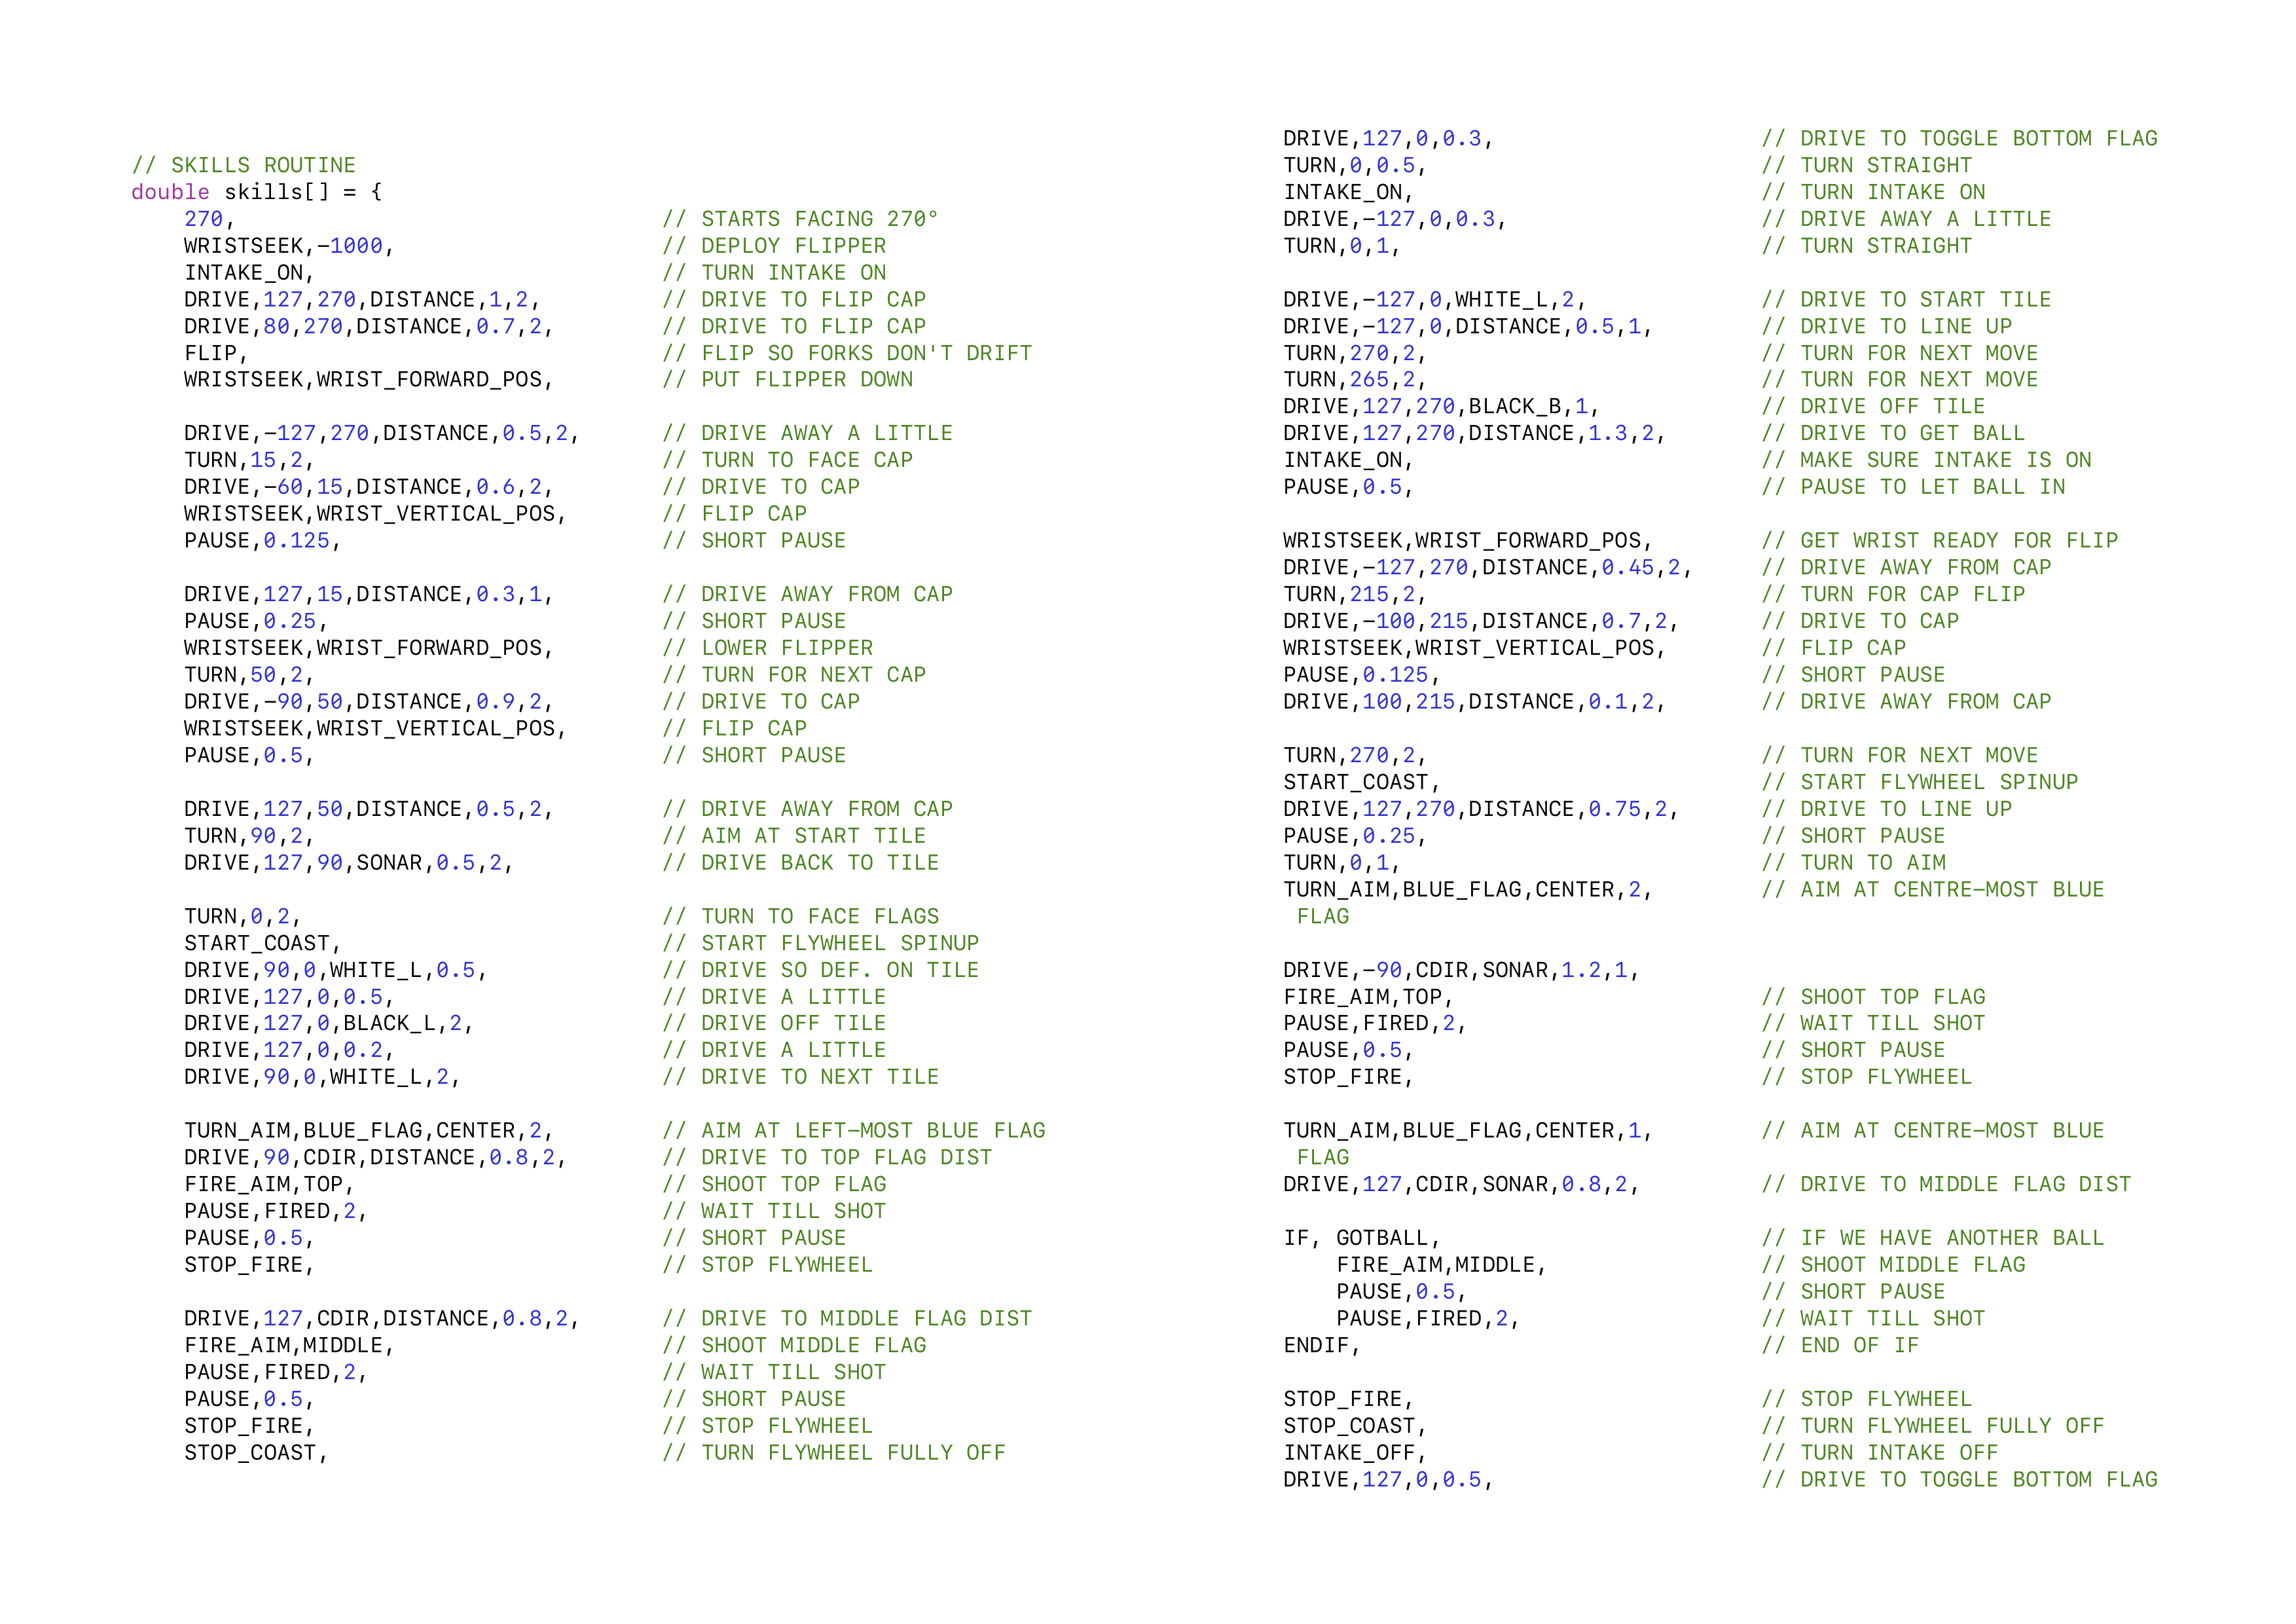 // SKILLS ROUTINE
double skills[] = {
    270,                                // STARTS FACING 270°
    WRISTSEEK,-1000,                    // DEPLOY FLIPPER
    INTAKE_ON,                          // TURN INTAKE ON
    DRIVE,127,270,DISTANCE,1,2,         // DRIVE TO FLIP CAP
    DRIVE,80,270,DISTANCE,0.7,2,        // DRIVE TO FLIP CAP
    FLIP,                               // FLIP SO FORKS DON'T DRIFT
    WRISTSEEK,WRIST_FORWARD_POS,        // PUT FLIPPER DOWN

    DRIVE,-127,270,DISTANCE,0.5,2,      // DRIVE AWAY A LITTLE
    TURN,15,2,                          // TURN TO FACE CAP
    DRIVE,-60,15,DISTANCE,0.6,2,        // DRIVE TO CAP
    WRISTSEEK,WRIST_VERTICAL_POS,       // FLIP CAP
    PAUSE,0.125,                        // SHORT PAUSE

    DRIVE,127,15,DISTANCE,0.3,1,        // DRIVE AWAY FROM CAP
    PAUSE,0.25,                         // SHORT PAUSE
    WRISTSEEK,WRIST_FORWARD_POS,        // LOWER FLIPPER
    TURN,50,2,                          // TURN FOR NEXT CAP
    DRIVE,-90,50,DISTANCE,0.9,2,        // DRIVE TO CAP
    WRISTSEEK,WRIST_VERTICAL_POS,       // FLIP CAP
    PAUSE,0.5,                          // SHORT PAUSE

    DRIVE,127,50,DISTANCE,0.5,2,        // DRIVE AWAY FROM CAP
    TURN,90,2,                          // AIM AT START TILE
    DRIVE,127,90,SONAR,0.5,2,           // DRIVE BACK TO TILE

    TURN,0,2,                           // TURN TO FACE FLAGS
    START_COAST,                        // START FLYWHEEL SPINUP
    DRIVE,90,0,WHITE_L,0.5,             // DRIVE SO DEF. ON TILE
    DRIVE,127,0,0.5,                    // DRIVE A LITTLE
    DRIVE,127,0,BLACK_L,2,              // DRIVE OFF TILE
    DRIVE,127,0,0.2,                    // DRIVE A LITTLE
    DRIVE,90,0,WHITE_L,2,               // DRIVE TO NEXT TILE

    TURN_AIM,BLUE_FLAG,CENTER,2,        // AIM AT LEFT-MOST BLUE FLAG
    DRIVE,90,CDIR,DISTANCE,0.8,2,       // DRIVE TO TOP FLAG DIST
    FIRE_AIM,TOP,                       // SHOOT TOP FLAG
    PAUSE,FIRED,2,                      // WAIT TILL SHOT
    PAUSE,0.5,                          // SHORT PAUSE
    STOP_FIRE,                          // STOP FLYWHEEL

    DRIVE,127,CDIR,DISTANCE,0.8,2,      // DRIVE TO MIDDLE FLAG DIST
    FIRE_AIM,MIDDLE,                    // SHOOT MIDDLE FLAG
    PAUSE,FIRED,2,                      // WAIT TILL SHOT
    PAUSE,0.5,                          // SHORT PAUSE
    STOP_FIRE,                          // STOP FLYWHEEL
    STOP_COAST,                         // TURN FLYWHEEL FULLY OFF

DRIVE,127,0,0.3,                    // DRIVE TO TOGGLE BOTTOM FLAG
TURN,0,0.5,                         // TURN STRAIGHT
INTAKE_ON,                          // TURN INTAKE ON
DRIVE,-127,0,0.3,                   // DRIVE AWAY A LITTLE
TURN,0,1,                           // TURN STRAIGHT

DRIVE,-127,0,WHITE_L,2,             // DRIVE TO START TILE
DRIVE,-127,0,DISTANCE,0.5,1,        // DRIVE TO LINE UP
TURN,270,2,                         // TURN FOR NEXT MOVE
TURN,265,2,                         // TURN FOR NEXT MOVE
DRIVE,127,270,BLACK_B,1,            // DRIVE OFF TILE
DRIVE,127,270,DISTANCE,1.3,2,       // DRIVE TO GET BALL
INTAKE_ON,                          // MAKE SURE INTAKE IS ON
PAUSE,0.5,                          // PAUSE TO LET BALL IN

WRISTSEEK,WRIST_FORWARD_POS,        // GET WRIST READY FOR FLIP
DRIVE,-127,270,DISTANCE,0.45,2,     // DRIVE AWAY FROM CAP
TURN,215,2,                         // TURN FOR CAP FLIP
DRIVE,-100,215,DISTANCE,0.7,2,      // DRIVE TO CAP
WRISTSEEK,WRIST_VERTICAL_POS,       // FLIP CAP
PAUSE,0.125,                        // SHORT PAUSE
DRIVE,100,215,DISTANCE,0.1,2,       // DRIVE AWAY FROM CAP

TURN,270,2,                         // TURN FOR NEXT MOVE
START_COAST,                        // START FLYWHEEL SPINUP
DRIVE,127,270,DISTANCE,0.75,2,      // DRIVE TO LINE UP
PAUSE,0.25,                         // SHORT PAUSE
TURN,0,1,                           // TURN TO AIM
TURN_AIM,BLUE_FLAG,CENTER,2,        // AIM AT CENTRE-MOST BLUE
 FLAG

DRIVE,-90,CDIR,SONAR,1.2,1,
FIRE_AIM,TOP,                       // SHOOT TOP FLAG
PAUSE,FIRED,2,                      // WAIT TILL SHOT
PAUSE,0.5,                          // SHORT PAUSE
STOP_FIRE,                          // STOP FLYWHEEL

TURN_AIM,BLUE_FLAG,CENTER,1,        // AIM AT CENTRE-MOST BLUE
 FLAG
DRIVE,127,CDIR,SONAR,0.8,2,         // DRIVE TO MIDDLE FLAG DIST

IF, GOTBALL,                        // IF WE HAVE ANOTHER BALL
    FIRE_AIM,MIDDLE,                // SHOOT MIDDLE FLAG
    PAUSE,0.5,                      // SHORT PAUSE
    PAUSE,FIRED,2,                  // WAIT TILL SHOT
ENDIF,                              // END OF IF

STOP_FIRE,                          // STOP FLYWHEEL
STOP_COAST,                         // TURN FLYWHEEL FULLY OFF
INTAKE_OFF,                         // TURN INTAKE OFF
DRIVE,127,0,0.5,                    // DRIVE TO TOGGLE BOTTOM FLAG